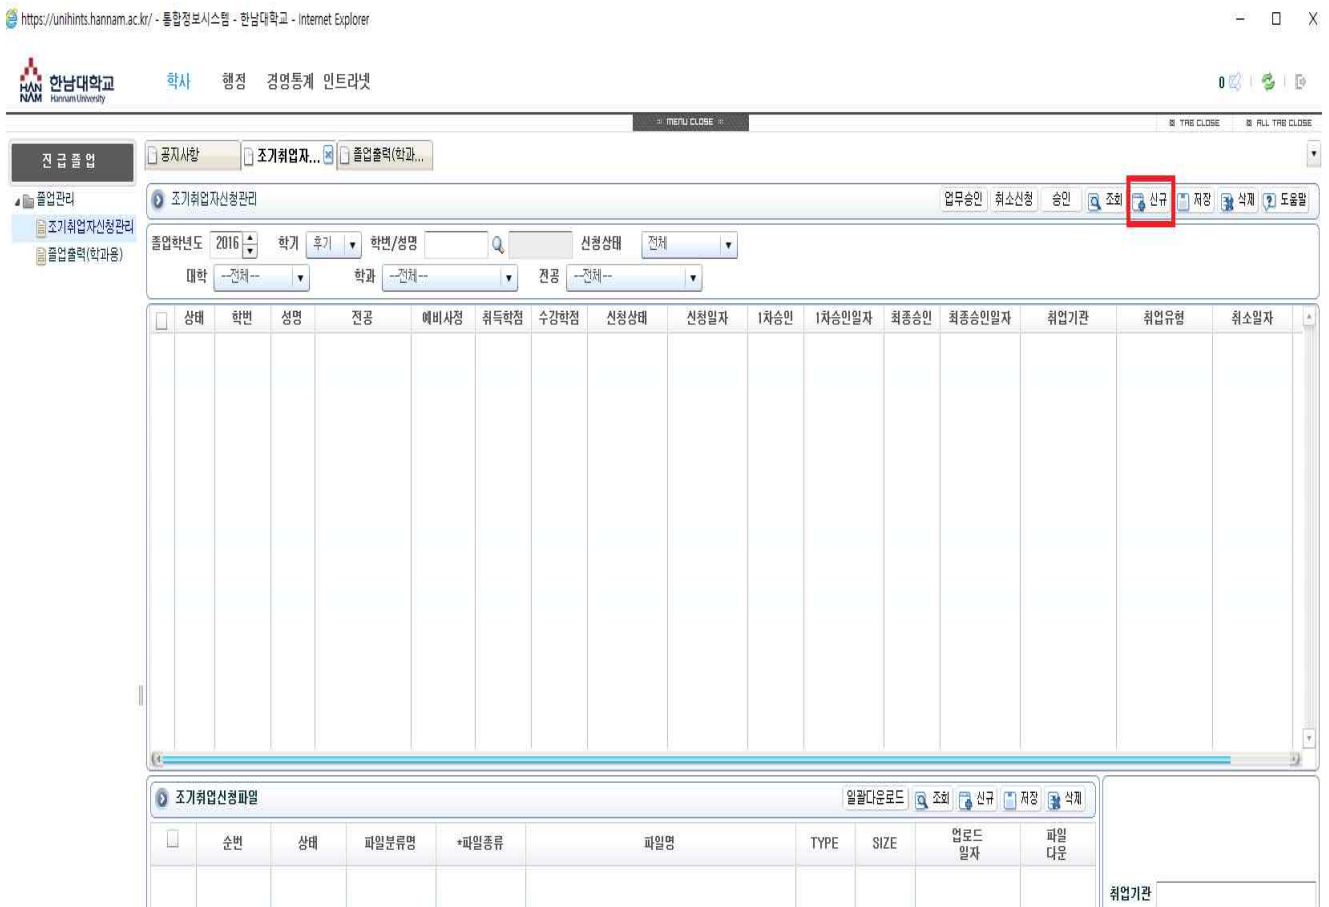 https://unihints.hannam.ac.kr/ - 통합정보시스템 - 한남대학교 - Internet Explorer
HAN NAM 한남대학교 Hannam University
학사 행정 경영통계 인트라넷
0
MENU CLOSE
TAB CLOSE ALL TAB CLOSE
진급졸업
공지사항 조기취업자... 졸업출력(학과...
졸업관리
조기취업자신청관리
졸업출력(학과용)
조기취업자신청관리 업무승인 취소신청 승인 조회 신규 저장 삭제 도움말
졸업학년도 2016 학기 후기 학번/성명 신청상태 전체
대학 --전체-- 학과 --전체-- 전공 --전체--
상태 학번 성명 전공 예비사정 취득학점 수강학점 신청상태 신청일자 1차승인 1차승인일자 최종승인 최종승인일자 취업기관 취업유형 취소일자
조기취업신청파일 일괄다운로드 조회 신규 저장 삭제
순번 상태 파일분류명 *파일종류 파일명 TYPE SIZE 업로드 일자 파일 다운
취업기관